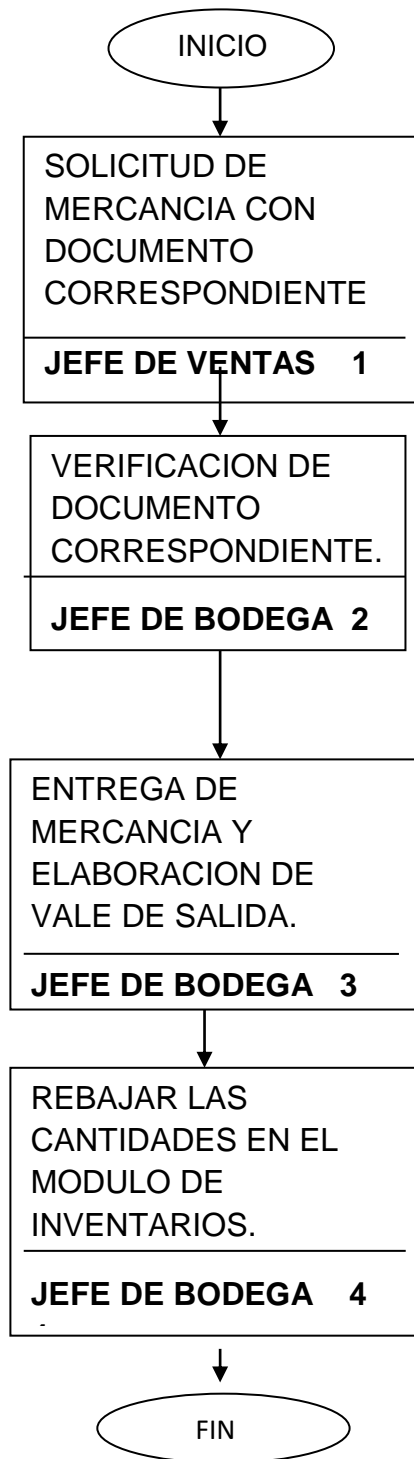 INICIO
SOLICITUD DE
MERCANCIA CON
DOCUMENTO
CORRESPONDIENTE
JEFE DE VENTAS 1
VERIFICACION DE
DOCUMENTO
CORRESPONDIENTE.
JEFE DE BODEGA 2
ENTREGA DE
MERCANCIA Y
ELABORACION DE
VALE DE SALIDA.
JEFE DE BODEGA 3
REBAJAR LAS
CANTIDADES EN EL
MODULO DE
INVENTARIOS.
JEFE DE BODEGA 4
FIN